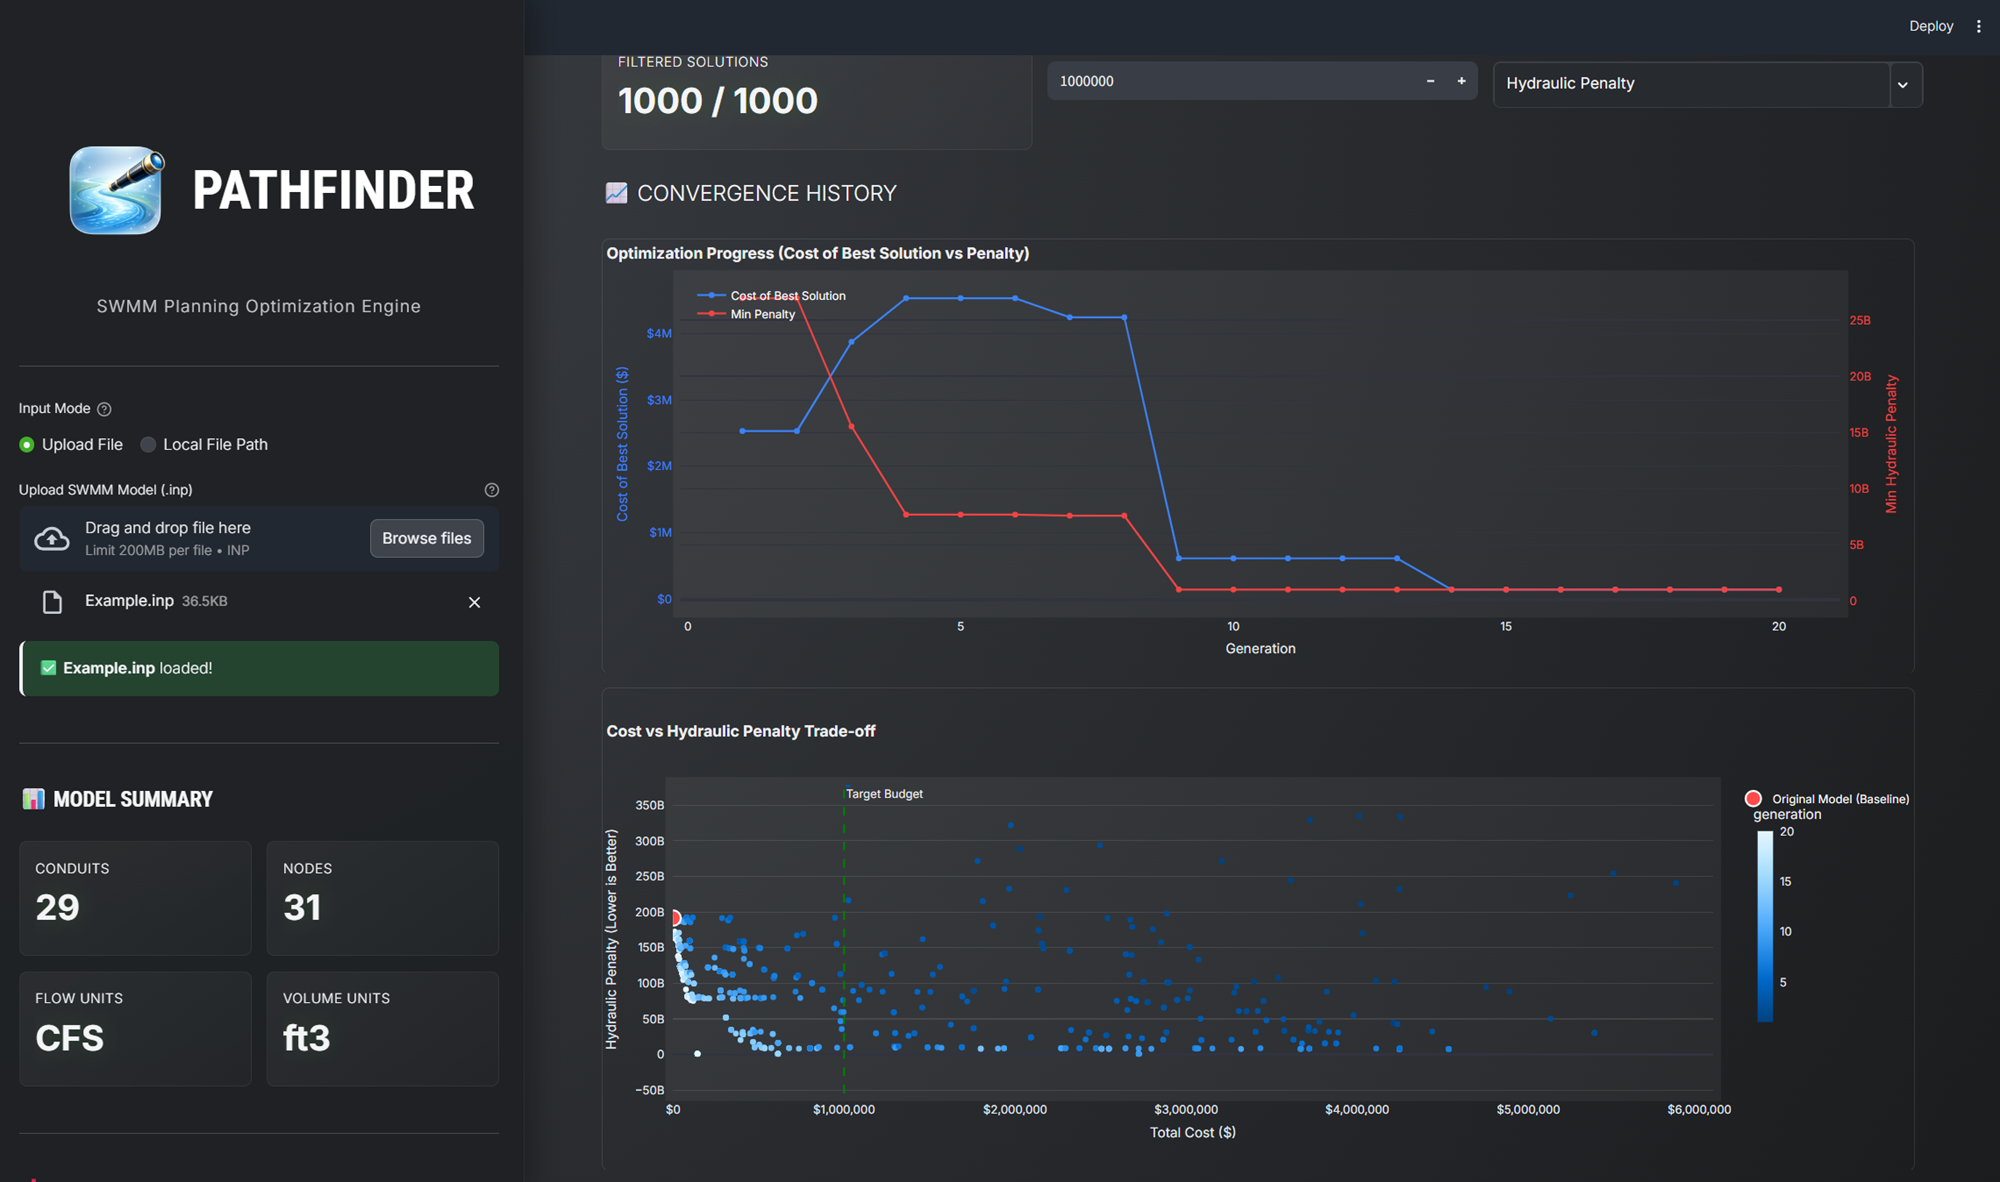 Deploy
PATHFINDER
SWMM Planning Optimization Engine
Input Mode
Upload File
Local File Path
Upload SWMM Model (.inp)
Drag and drop file here
Limit 200MB per file • INP
Browse files
Example.inp 36.5KB
Example.inp loaded!
MODEL SUMMARY
CONDUITS
29
NODES
31
FLOW UNITS
CFS
VOLUME UNITS
ft3
FILTERED SOLUTIONS
1000 / 1000
1000000
Hydraulic Penalty
CONVERGENCE HISTORY
Optimization Progress (Cost of Best Solution vs Penalty)
Cost of Best Solution
Min Penalty
Cost of Best Solution ($)
$4M
$3M
$2M
$1M
$0
25B
20B
15B
10B
5B
0
Min Hydraulic Penalty
0
5
10
15
20
Generation
Cost vs Hydraulic Penalty Trade-off
Target Budget
Hydraulic Penalty (Lower is Better)
350B
300B
250B
200B
150B
100B
50B
0
−50B
$0
$1,000,000
$2,000,000
$3,000,000
$4,000,000
$5,000,000
$6,000,000
Total Cost ($)
Original Model (Baseline)
generation
20
15
10
5